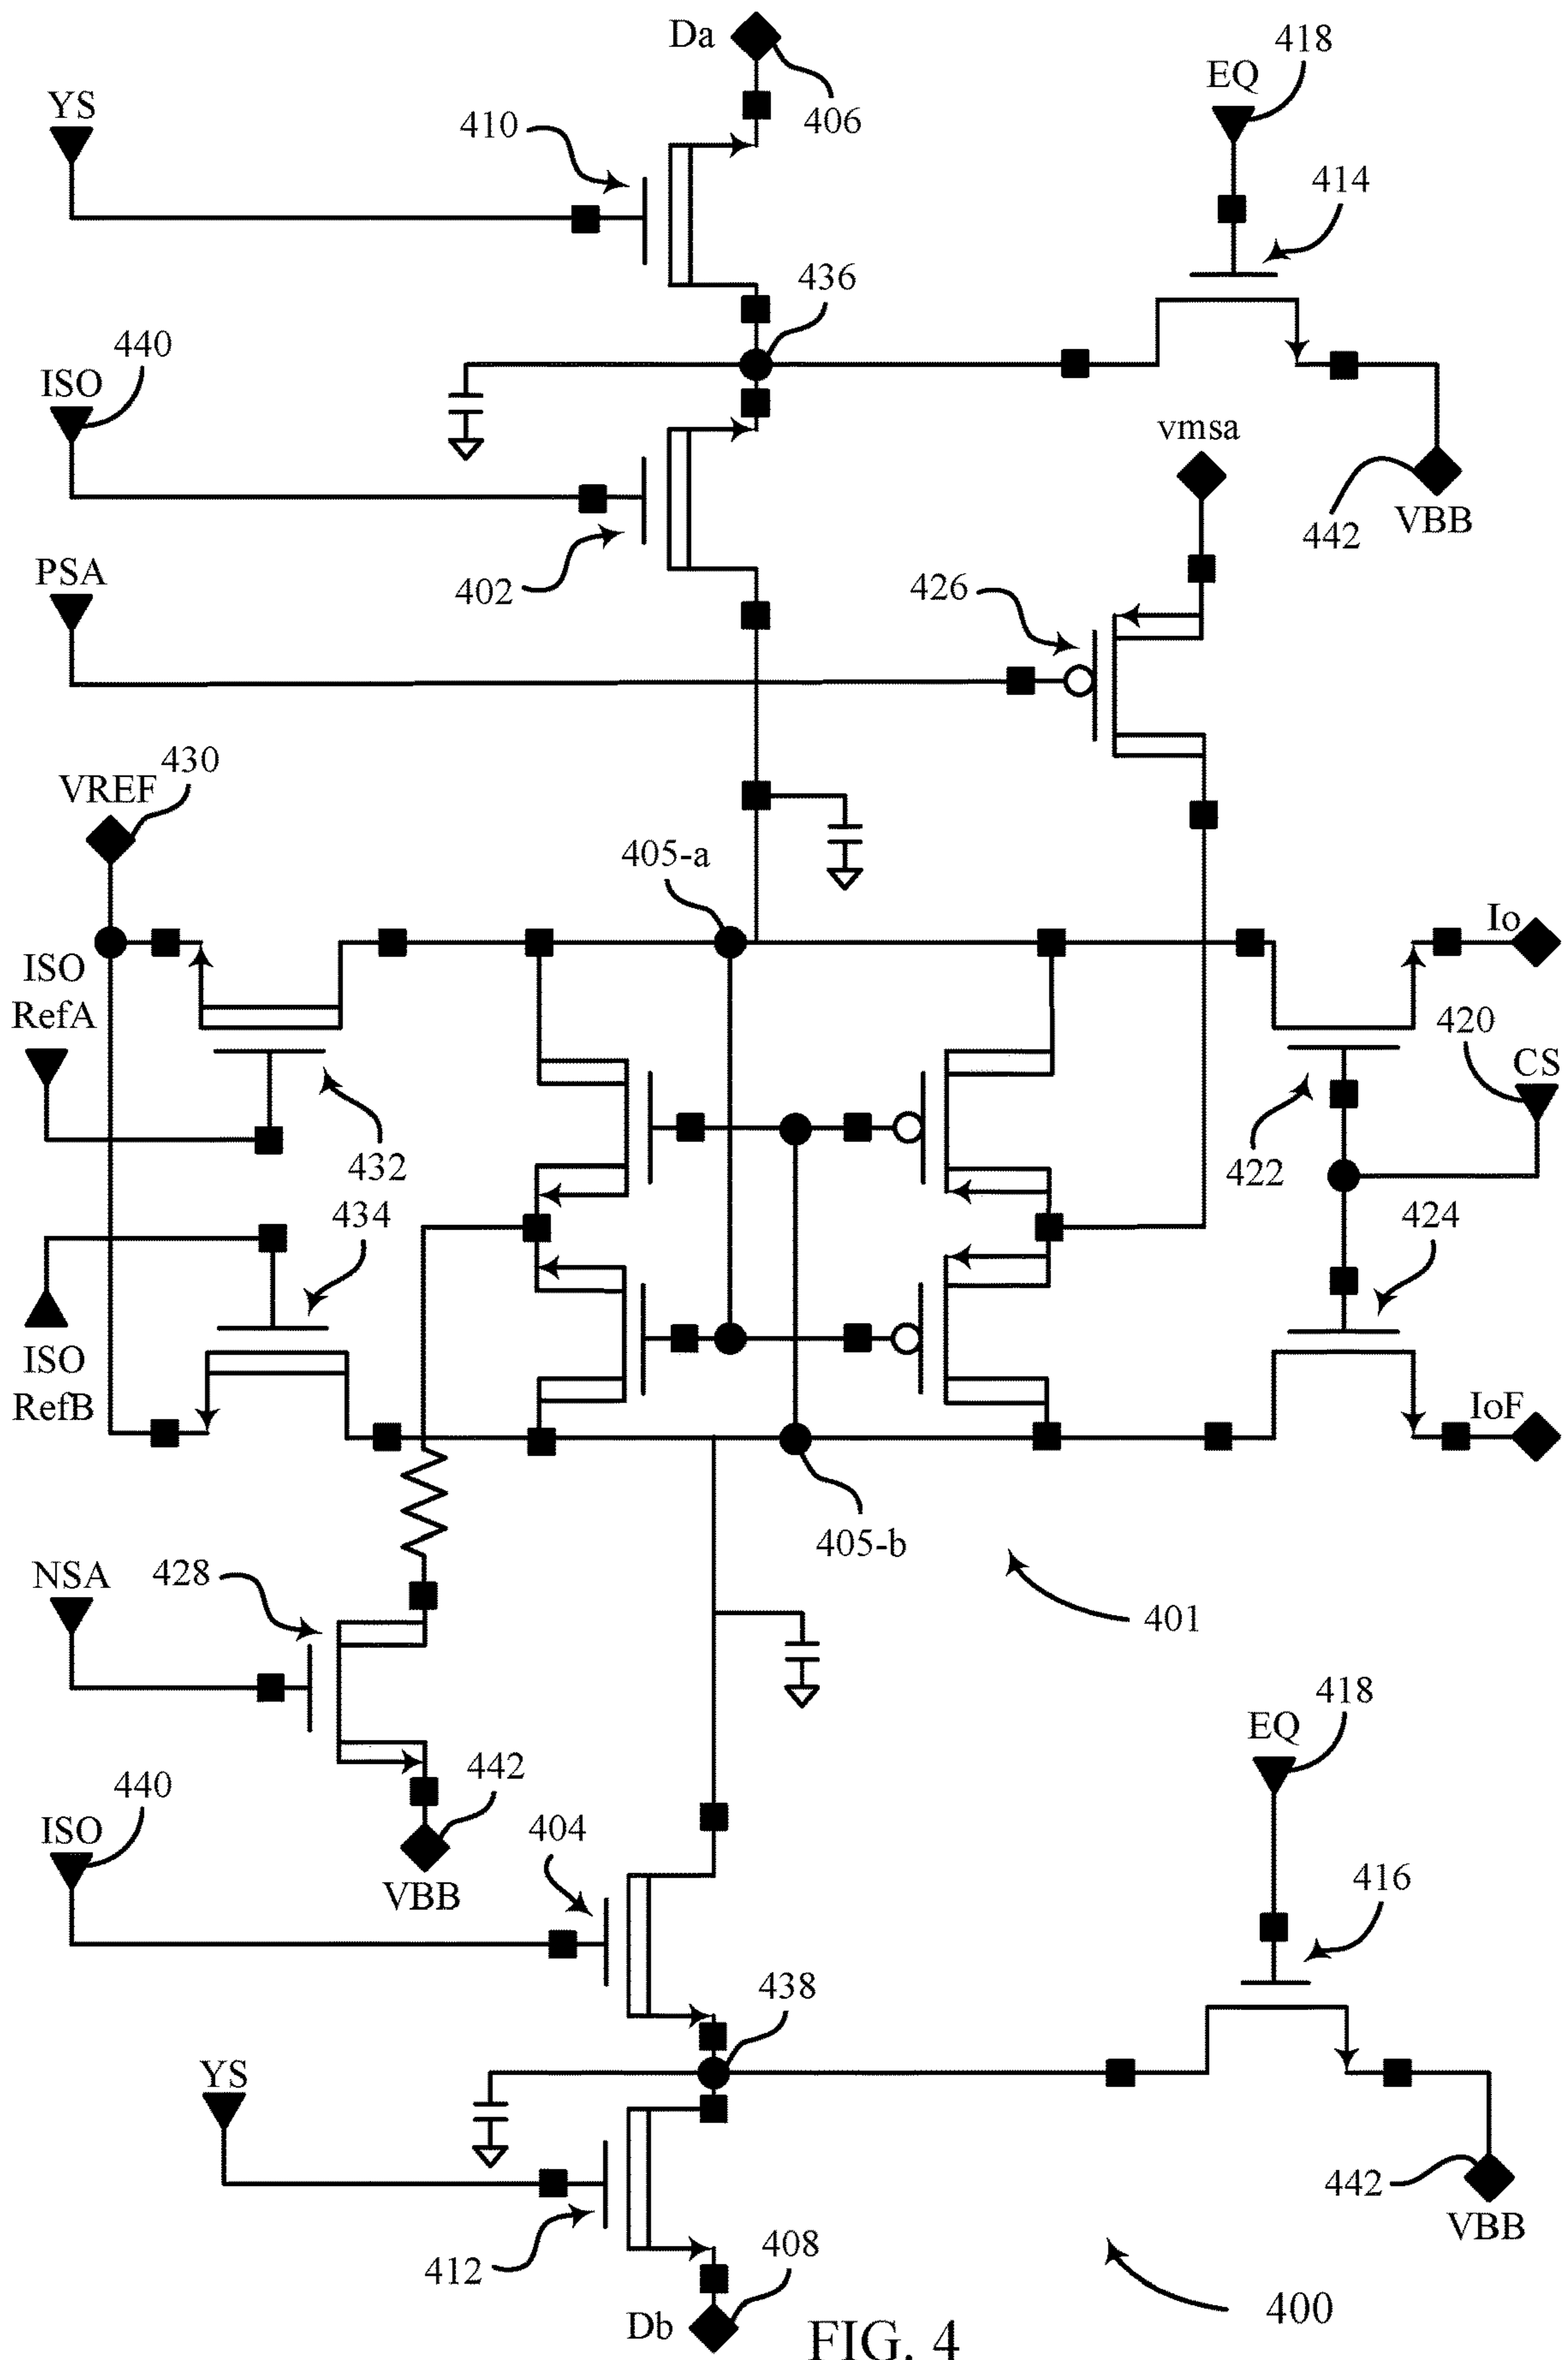 Da
418
EQ
YS
410
406
414
436
440
ISO
vmsa
442
VBB
PSA
402
426
430
VREF
405-a
Io
ISO
RefA
420
CS
432
422
434
424
ISO
RefB
IoF
405-b
NSA
428
401
418
EQ
442
440
ISO
404
VBB
416
438
YS
442
VBB
412
408
400
Db
FIG. 4